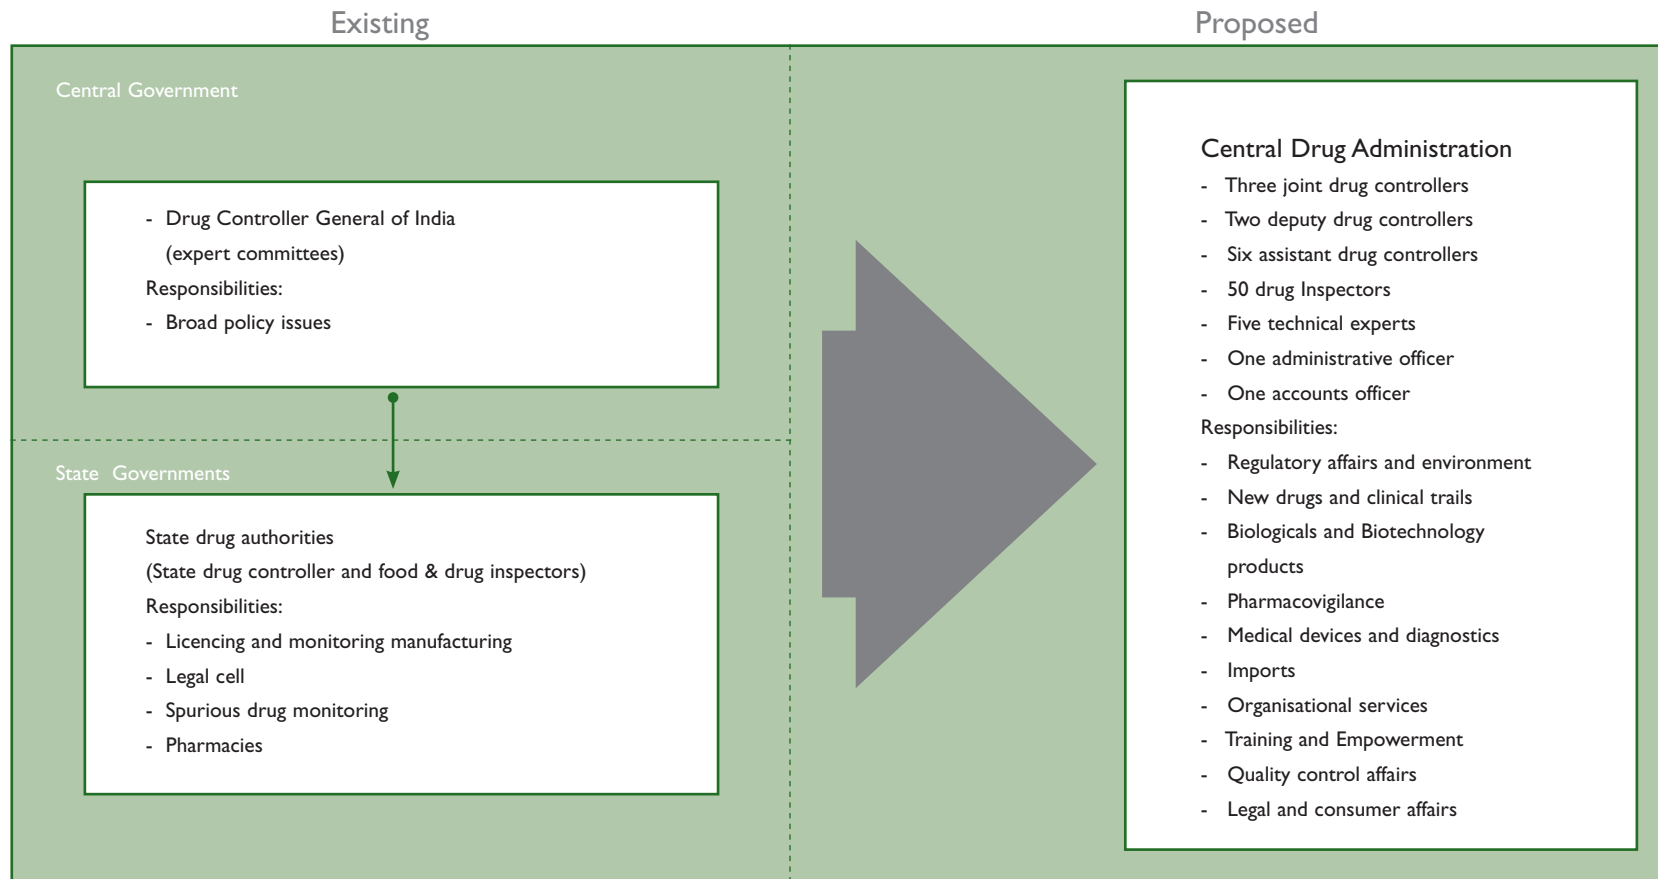 Existing
Proposed
Central Government
- Drug Controller General of India
(expert committees)
Responsibilities:
- Broad policy issues
State Governments
State drug authorities
(State drug controller and food & drug inspectors)
Responsibilities:
- Licencing and monitoring manufacturing
- Legal cell
- Spurious drug monitoring
- Pharmacies
Central Drug Administration
- Three joint drug controllers
- Two deputy drug controllers
- Six assistant drug controllers
- 50 drug Inspectors
- Five technical experts
- One administrative officer
- One accounts officer
Responsibilities:
- Regulatory affairs and environment
- New drugs and clinical trails
- Biologicals and Biotechnology
products
- Pharmacovigilance
- Medical devices and diagnostics
- Imports
- Organisational services
- Training and Empowerment
- Quality control affairs
- Legal and consumer affairs